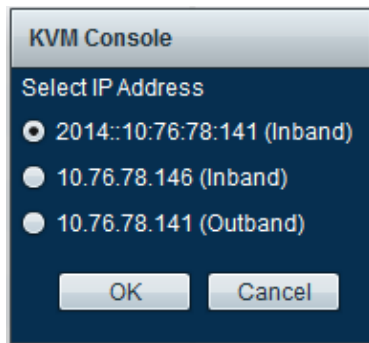 KVM Console
Select IP Address
2014::10:76:78:141 (Inband)
10.76.78.146 (Inband)
10.76.78.141 (Outband)
OK Cancel